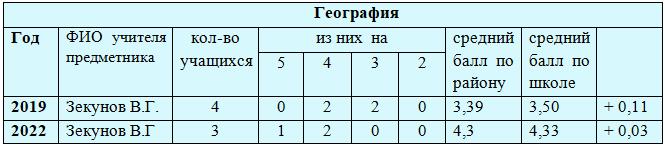 География
Год ФИО учителя предметника кол-во учащихся из них на средний балл по району средний балл по школе
5 4 3 2
2019 Зекунов В.Г. 4 0 2 2 0 3,39 3,50 + 0,11
2022 Зекунов В.Г 3 1 2 0 0 4,3 4,33 + 0,03